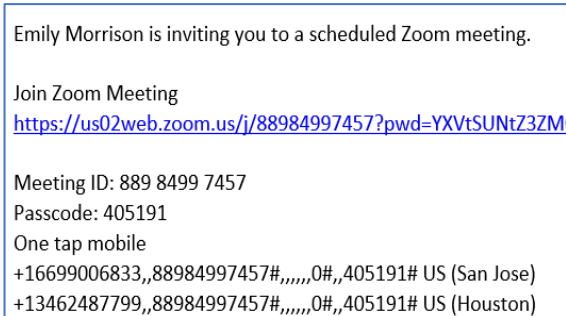 Emily Morrison is inviting you to a scheduled Zoom meeting.
Join Zoom Meeting
https://us02web.zoom.us/j/88984997457?pwd=YXVtSUNtZ3ZM
Meeting ID: 889 8499 7457
Passcode: 405191
One tap mobile
+16699006833,,88984997457#,,,,,,0#,,405191# US (San Jose)
+13462487799,,88984997457#,,,,,,0#,,405191# US (Houston)